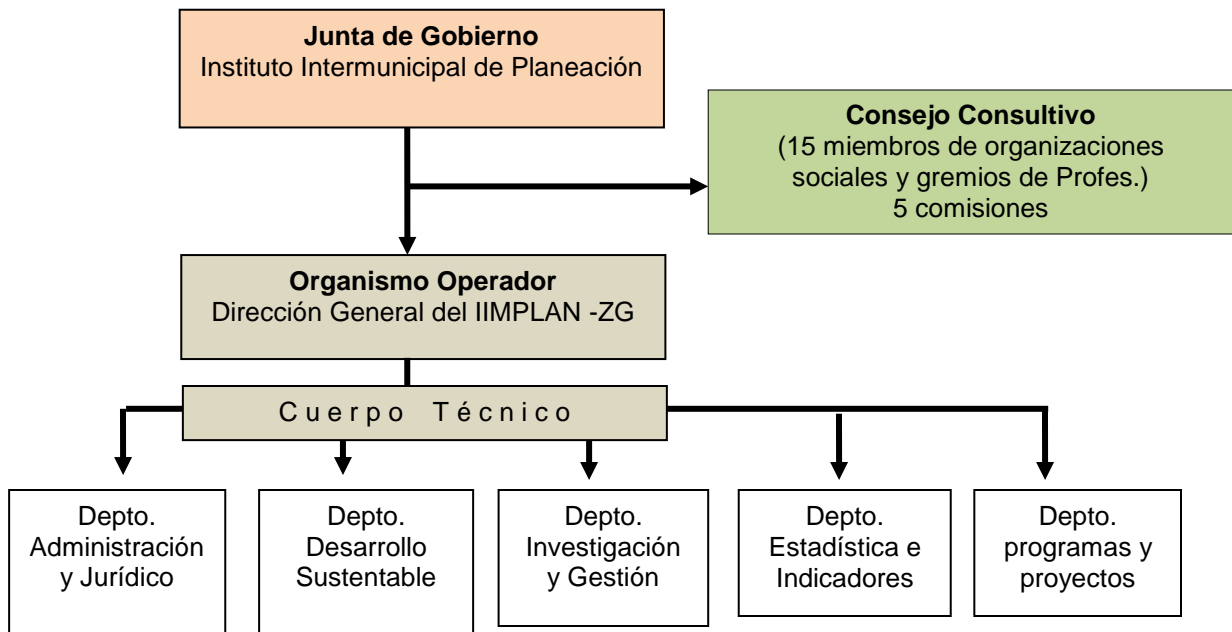 Junta de Gobierno
Instituto Intermunicipal de Planeación
Consejo Consultivo
(15 miembros de organizaciones
sociales y gremios de Profes.)
5 comisiones
Organismo Operador
Dirección General del IIMPLAN -ZG
Cuerpo Técnico
Depto.
Administración
y Jurídico
Depto.
Desarrollo
Sustentable
Depto.
Investigación
y Gestión
Depto.
Estadística e
Indicadores
Depto.
programas y
proyectos